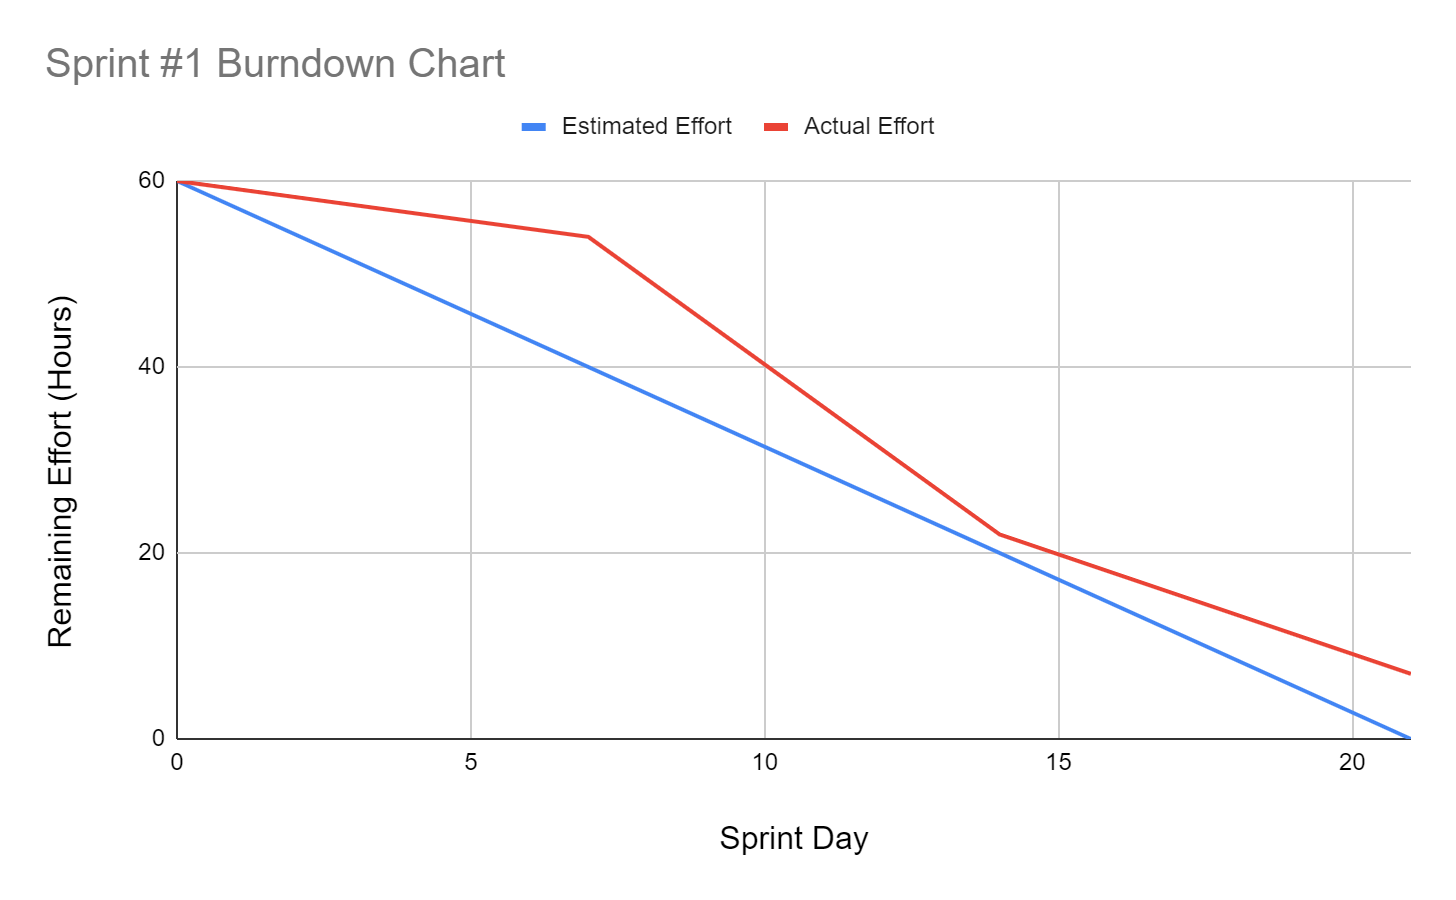 Sprint #1 Burndown Chart
Estimated Effort Actual Effort
Remaining Effort (Hours)
60
40
20
0
0 5 10 15 20
Sprint Day